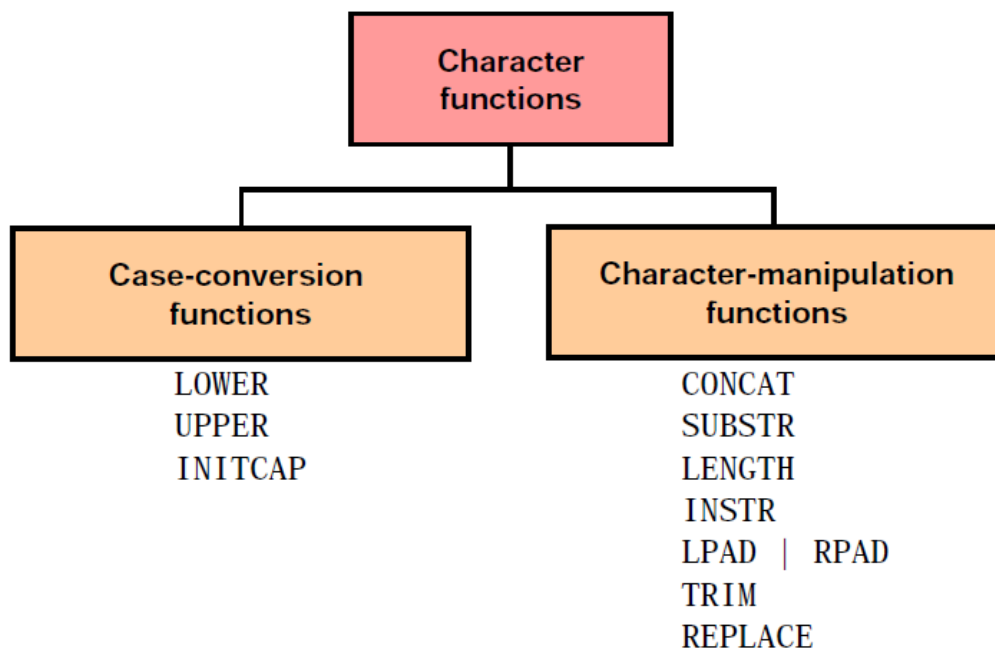 Character
functions
Case-conversion
functions
LOWER
UPPER
INITCAP
Character-manipulation
functions
CONCAT
SUBSTR
LENGTH
INSTR
LPAD | RPAD
TRIM
REPLACE